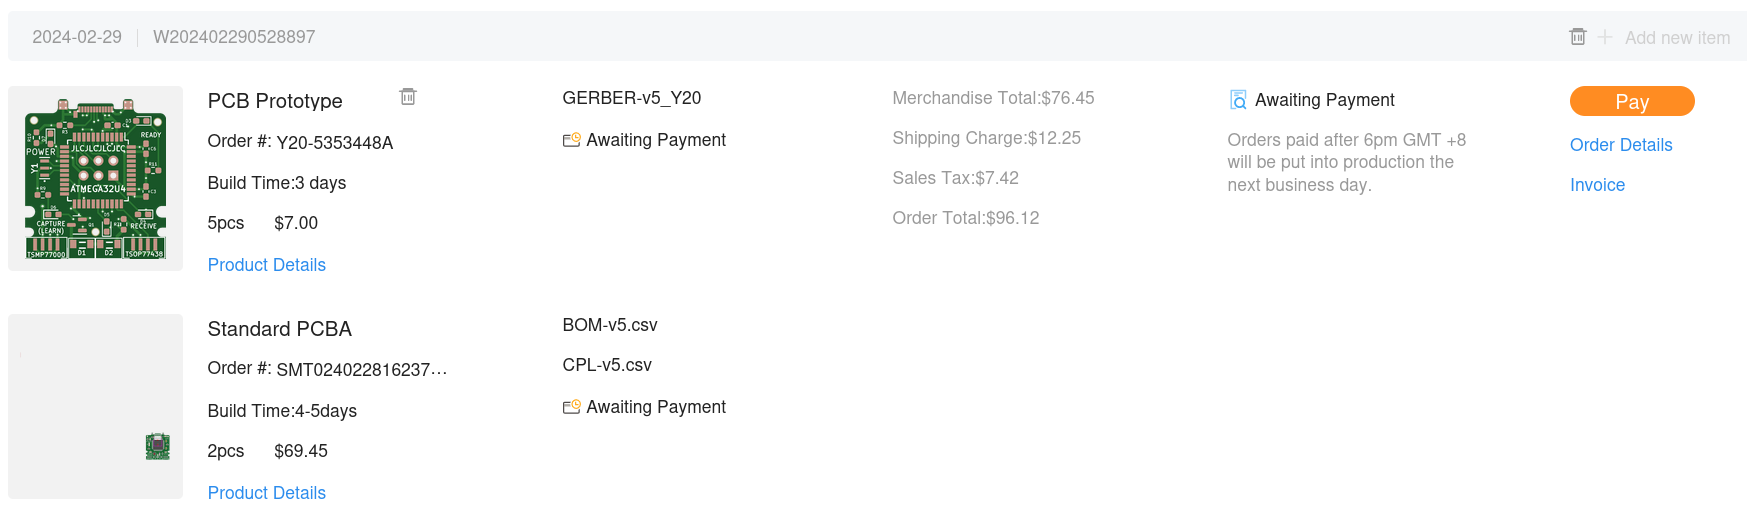 2024-02-29 W202402290528897 Add new item
PCB Prototype
Order #: Y20-5353448A
Build Time:3 days
5pcs $7.00
Product Details
GERBER-v5_Y20
Awaiting Payment
Merchandise Total:$76.45
Shipping Charge:$12.25
Sales Tax:$7.42
Order Total:$96.12
Awaiting Payment
Orders paid after 6pm GMT +8
will be put into production the
next business day.
Pay
Order Details
Invoice
READY
JLCJLCJLCJLC
POWER
Y1
ATMEGA32U4
CAPTURE
(LEARN)
RECEIVE
D1 D2
TSMP77000 TSOP77438
Standard PCBA
Order #: SMT024022816237...
Build Time:4-5days
2pcs $69.45
Product Details
BOM-v5.csv
CPL-v5.csv
Awaiting Payment